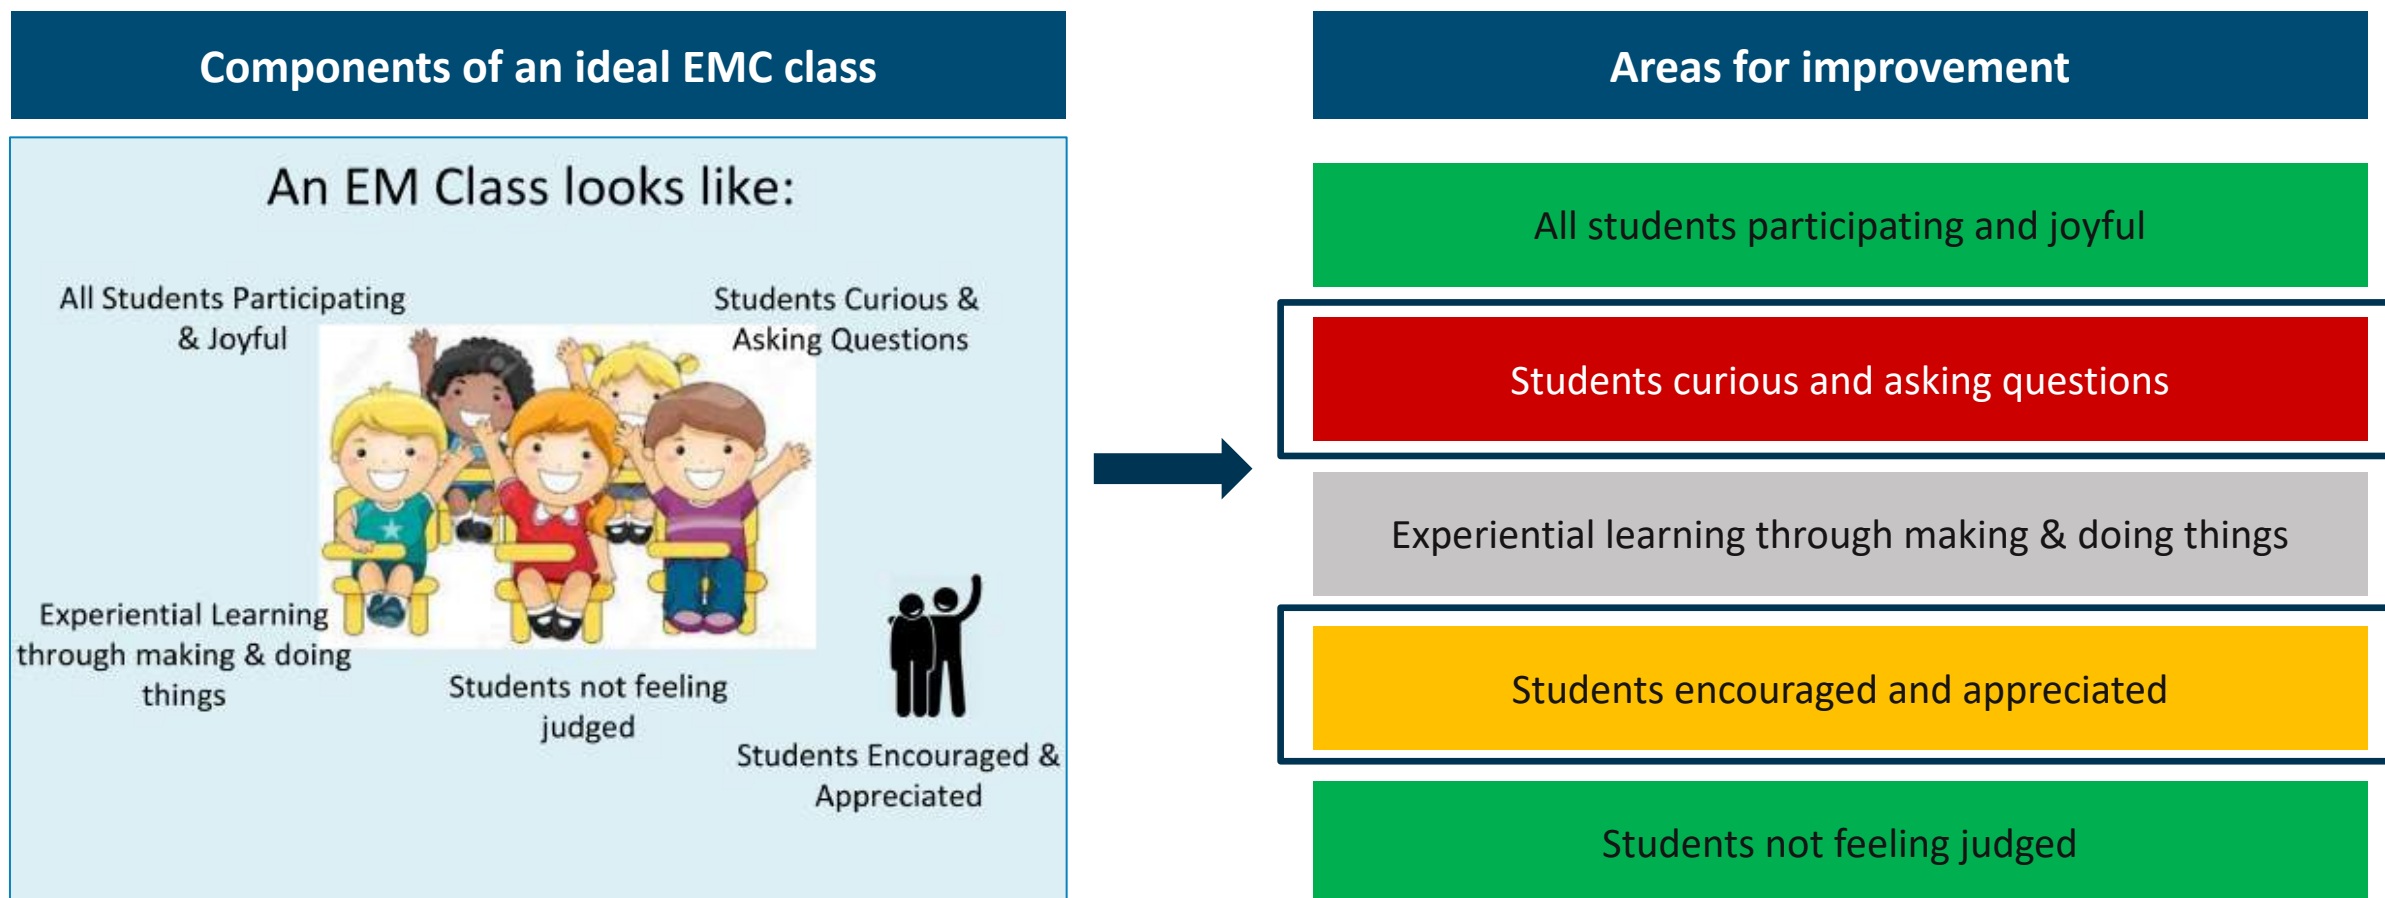 Components of an ideal EMC class
An EM Class looks like:
All Students Participating
& Joyful
Students Curious &
Asking Questions
Experiential Learning
through making & doing
things
Students not feeling
judged
Students Encouraged &
Appreciated
Areas for improvement
All students participating and joyful
Students curious and asking questions
Experiential learning through making & doing things
Students encouraged and appreciated
Students not feeling judged